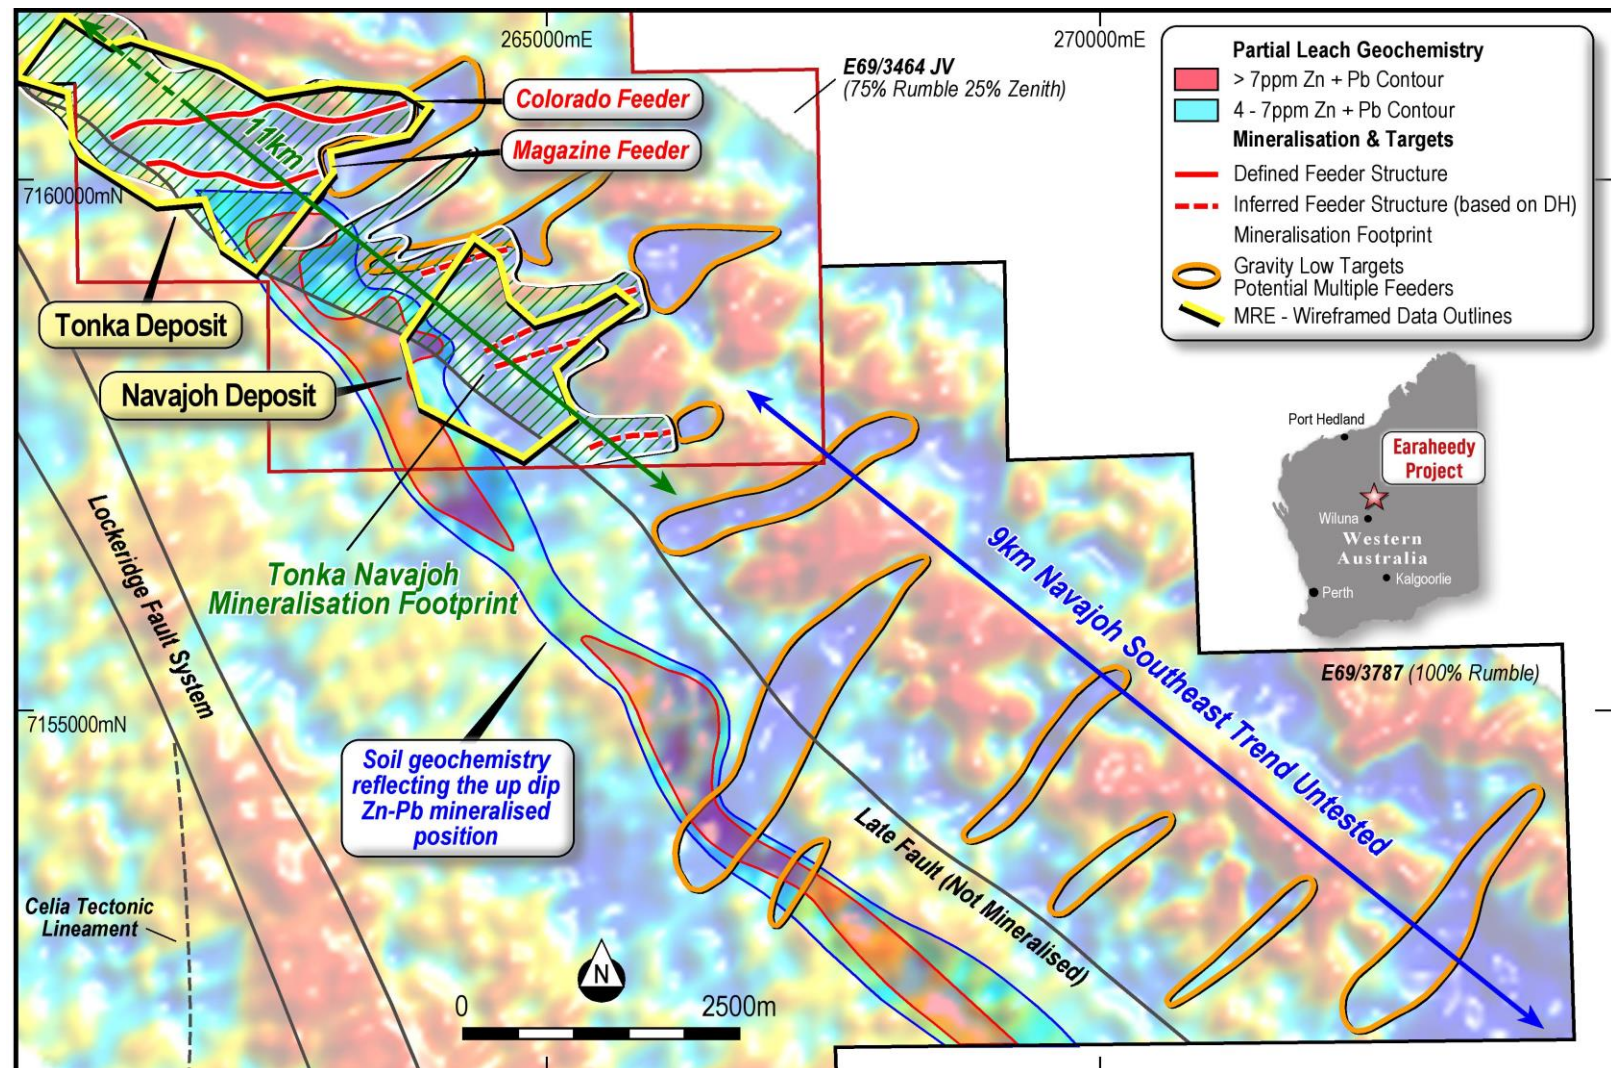 265000mE
270000mE
E69/3464 JV
(75% Rumble 25% Zenith)
Partial Leach Geochemistry
> 7ppm Zn + Pb Contour
4 - 7ppm Zn + Pb Contour
Mineralisation & Targets
Defined Feeder Structure
Inferred Feeder Structure (based on DH)
Mineralisation Footprint
Gravity Low Targets
Potential Multiple Feeders
MRE - Wireframed Data Outlines
Colorado Feeder
11km
Magazine Feeder
7160000mN
Tonka Deposit
Navajoh Deposit
Port Hedland
Earaheedy
Project
Wiluna
Western
Australia
Kalgoorlie
Perth
Lockeridge Fault System
Tonka Navajoh
Mineralisation Footprint
9km Navajoh Southeast Trend Untested
E69/3787 (100% Rumble)
7155000mN
Soil geochemistry
reflecting the up dip
Zn-Pb mineralised
position
Late Fault (Not Mineralised)
Celia Tectonic
Lineament
N
0
2500m